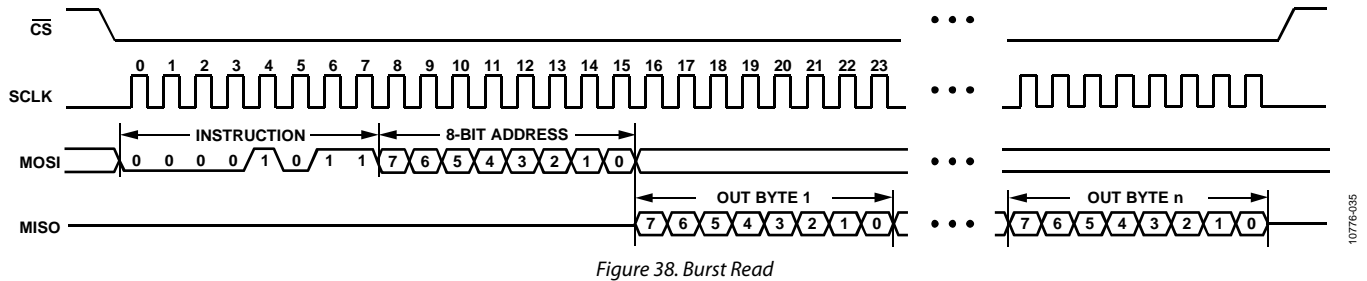 CS
0 1 2 3 4 5 6 7 8 9 10 11 12 13 14 15 16 17 18 19 20 21 22 23
SCLK
INSTRUCTION 8-BIT ADDRESS
MOSI 0 0 0 0 1 0 1 1 7 6 5 4 3 2 1 0
OUT BYTE 1 OUT BYTE n
MISO 7 6 5 4 3 2 1 0 7 6 5 4 3 2 1 0
10776-035
Figure 38. Burst Read